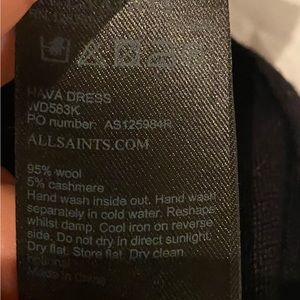 HAVA DRESS
WD583K
PO number: AS125984R
ALLSAINTS.COM
95% wool
5% cashmere
Hand wash inside out. Hand wash
separately in cold water. Reshape
whilst damp. Cool iron on reverse
side. Do not dry in direct sunlight.
Dry flat. Store flat. Dry clean
Made in China